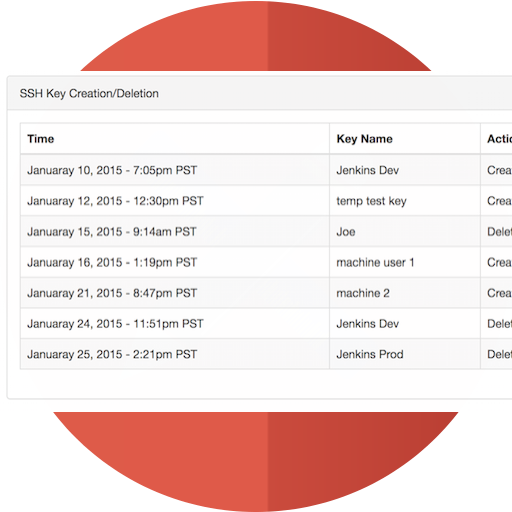 SSH Key Creation/Deletion
Time Key Name Actio
Januaray 10, 2015 - 7:05pm PST Jenkins Dev Crea
Januaray 12, 2015 - 12:30pm PST temp test key Crea
Januaray 15, 2015 - 9:14am PST Joe Delet
Januaray 16, 2015 - 1:19pm PST machine user 1 Crea
Januaray 21, 2015 - 8:47pm PST machine 2 Crea
Januaray 24, 2015 - 11:51pm PST Jenkins Dev Delet
Januaray 25, 2015 - 2:21pm PST Jenkins Prod Delet